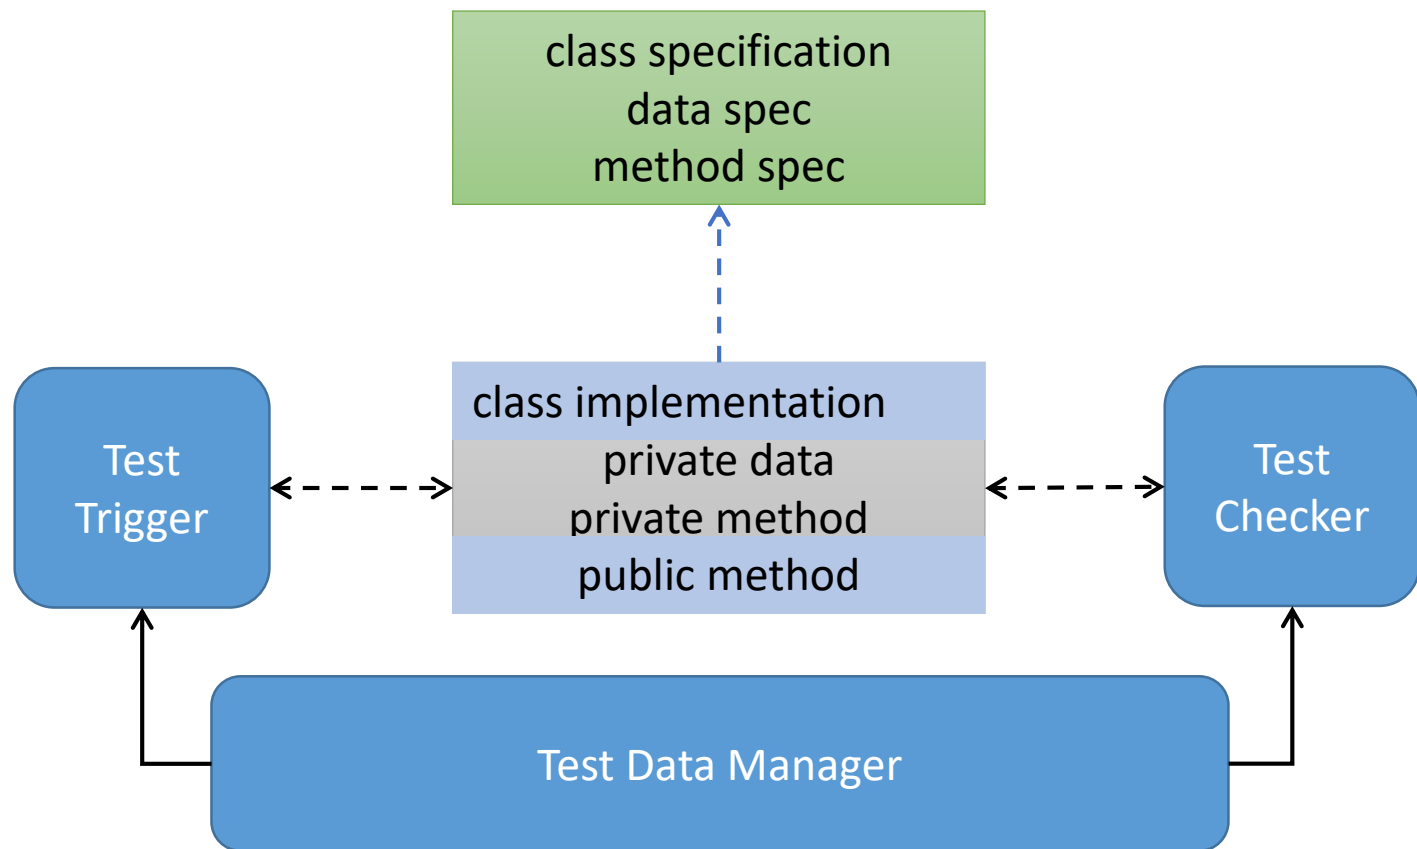 class specification
data spec
method spec
Test
Trigger
class implementation
private data
private method
public method
Test
Checker
Test Data Manager